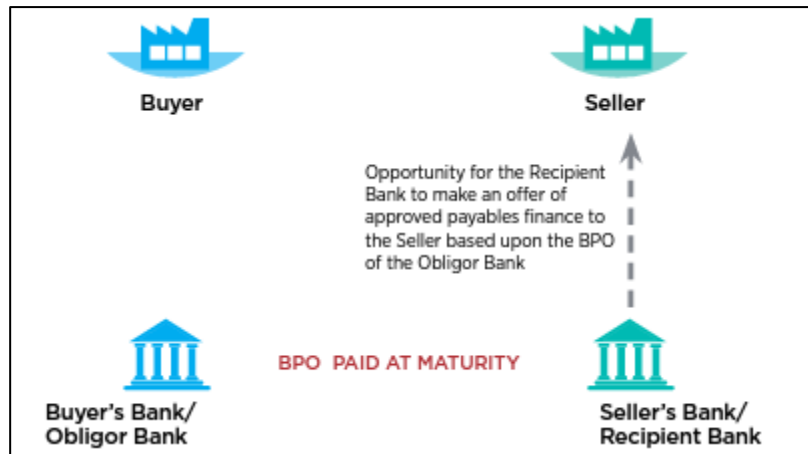 Buyer
Seller
Opportunity for the Recipient
Bank to make an offer of
approved payables finance to
the Seller based upon the BPO
of the Obligor Bank
BPO PAID AT MATURITY
Buyer's Bank/
Obligor Bank
Seller's Bank/
Recipient Bank